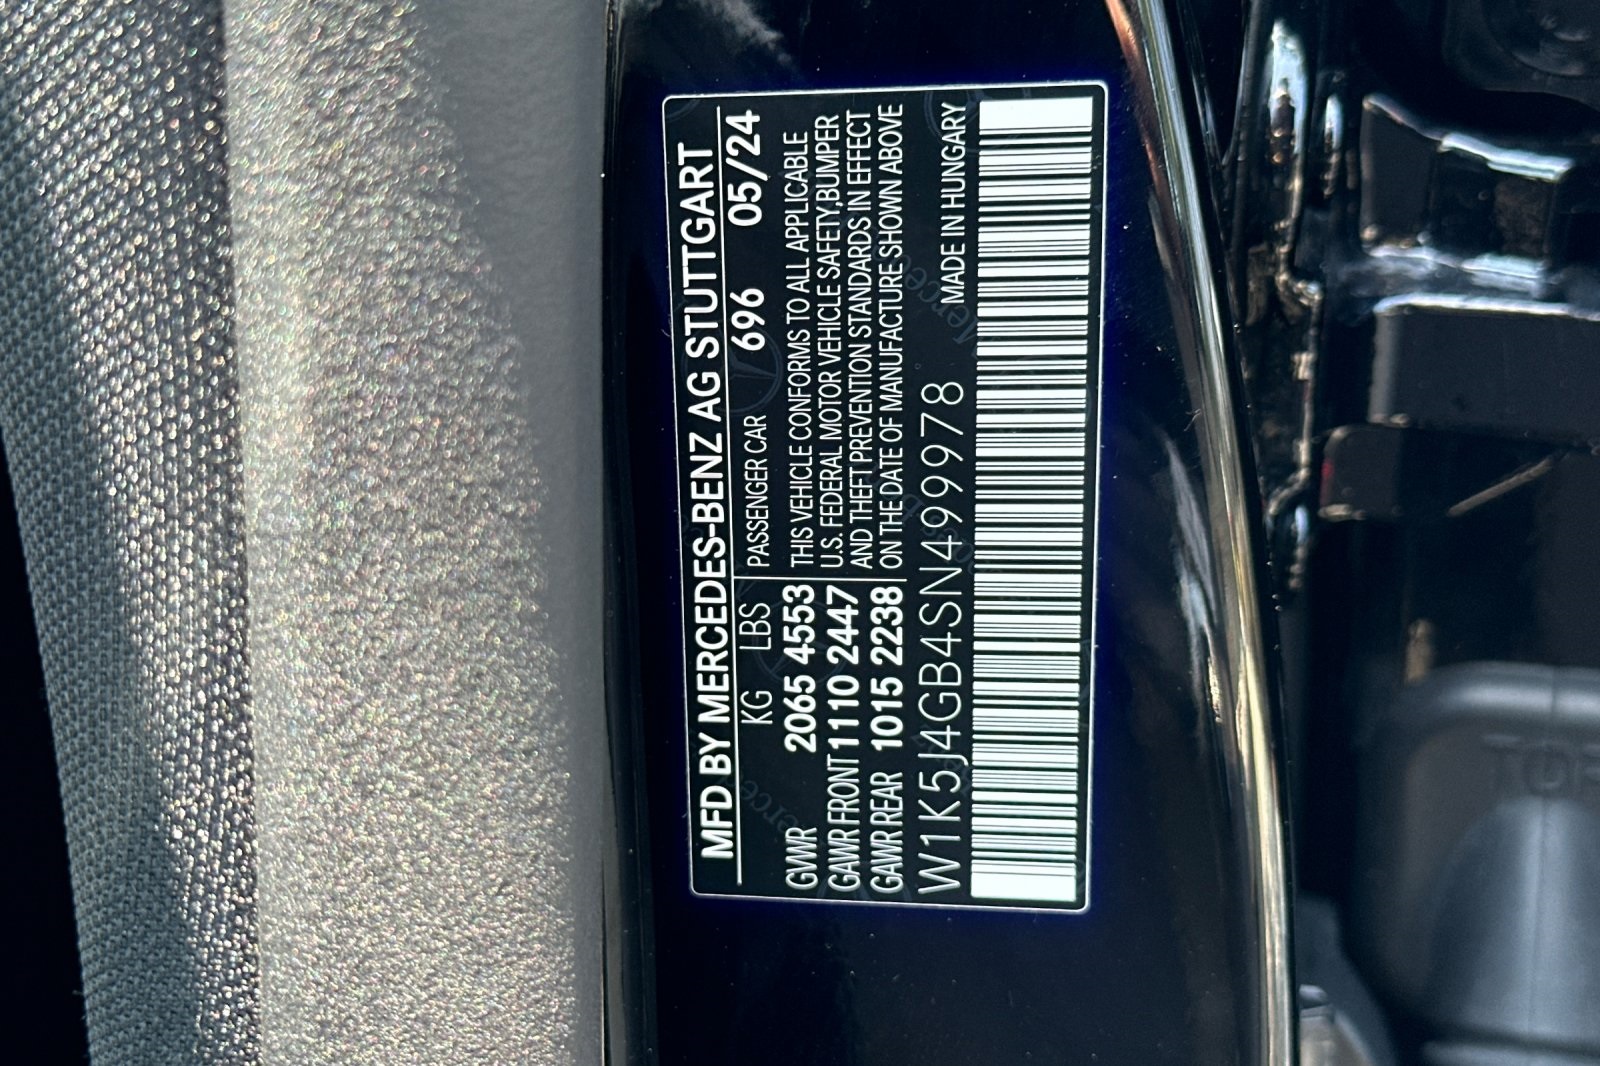 MFD BY MERCEDES-BENZ AG STUTTGART
KG LBS PASSENGER CAR 696 05/24
GVWR 2065 4553 THIS VEHICLE CONFORMS TO ALL APPLICABLE
GAWR FRONT 1 1110 2447 U.S. FEDERAL MOTOR VEHICLE SAFETY,BUMPER
GAWR REAR 1015 2238 AND THEFT PREVENTION STANDARDS IN EFFECT
ON THE DATE OF MANUFACTURE SHOWN ABOVE
W1K5J4GB4SN499978 MADE IN HUNGARY